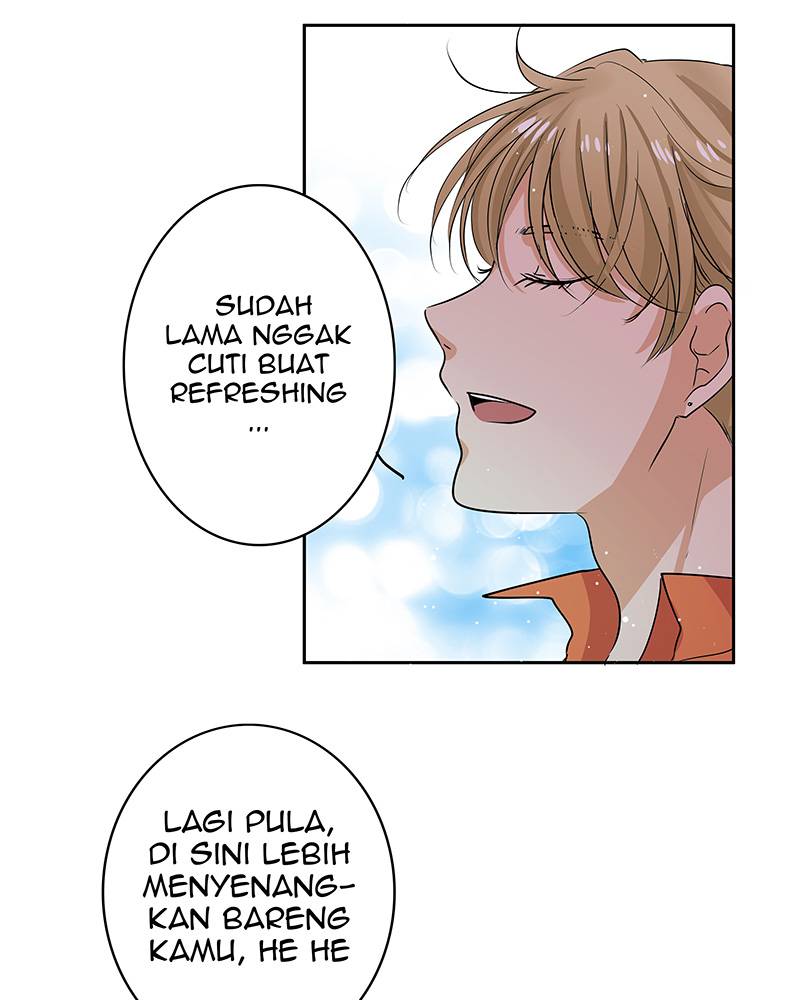 SUDAH
LAMA NGGAK
CUTI BUAT
REFRESHING
...
LAGI PULA,
DI SINI LEBIH
MENYENANG-
KAN BARENG
KAMU, HE HE